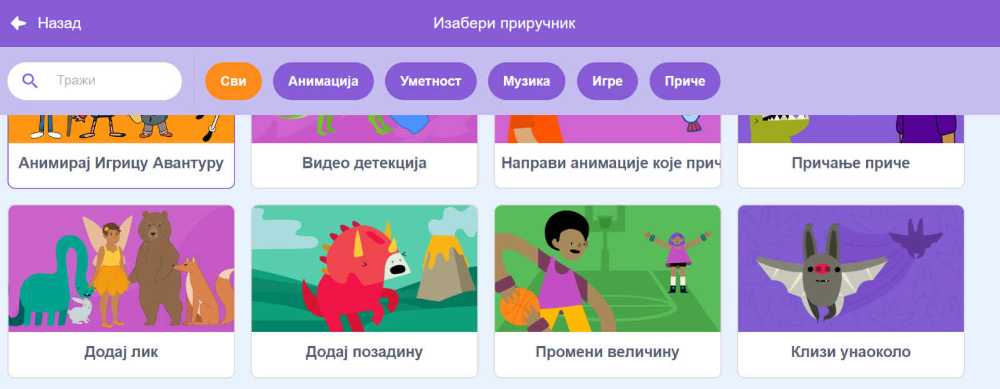 Назад
Изабери приручник
Тражи
Сви
Анимација
Уметност
Музика
Игре
Приче
Анимирај Игрицу Авантуру
Видео детекција
Направи анимације које прич
Причање приче
Додај лик
Додај позадину
Промени величину
Клизи унаоколо